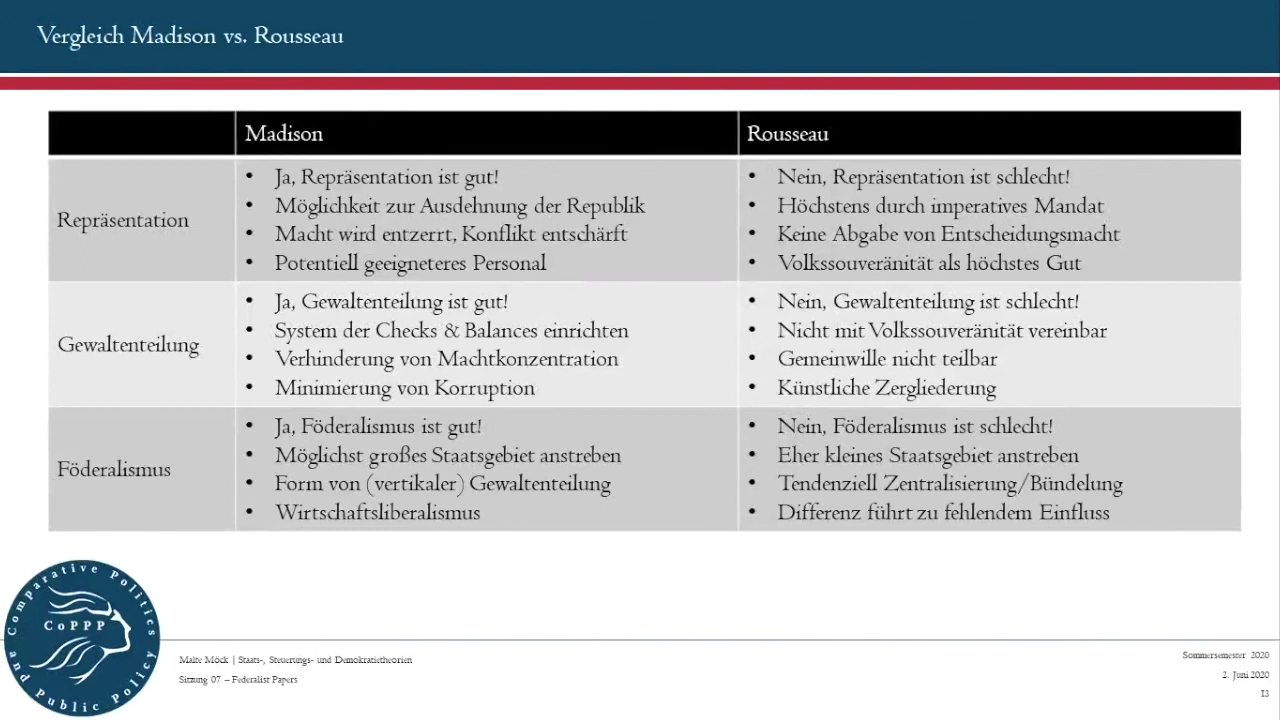 Vergleich Madison vs. Rousseau
Madison
Rousseau
Repräsentation
• Ja, Repräsentation ist gut!
• Möglichkeit zur Ausdehnung der Republik
• Macht wird entzerrt, Konflikt entschärft
• Potentiell geeigneteres Personal
• Nein, Repräsentation ist schlecht!
• Höchstens durch imperatives Mandat
• Keine Abgabe von Entscheidungsmacht
• Volkssouveränität als höchstes Gut
Gewaltenteilung
• Ja, Gewaltenteilung ist gut!
• System der Checks & Balances einrichten
• Verhinderung von Machtkonzentration
• Minimierung von Korruption
• Nein, Gewaltenteilung ist schlecht!
• Nicht mit Volkssouveränität vereinbar
• Gemeinwille nicht teilbar
• Künstliche Zergliederung
Föderalismus
• Ja, Föderalismus ist gut!
• Möglichst großes Staatsgebiet anstreben
• Form von (vertikaler) Gewaltenteilung
• Wirtschaftsliberalismus
• Nein, Föderalismus ist schlecht!
• Eher kleines Staatsgebiet anstreben
• Tendenziell Zentralisierung/Bündelung
• Differenz führt zu fehlendem Einfluss
Comparative Politics
and Public Policy
CoPPP
Malte Möck | Staats-, Steuerungs- und Demokratietheorien
Sitzung 07 – Federalist Papers
Sommersemester 2020
2. Juni 2020
13